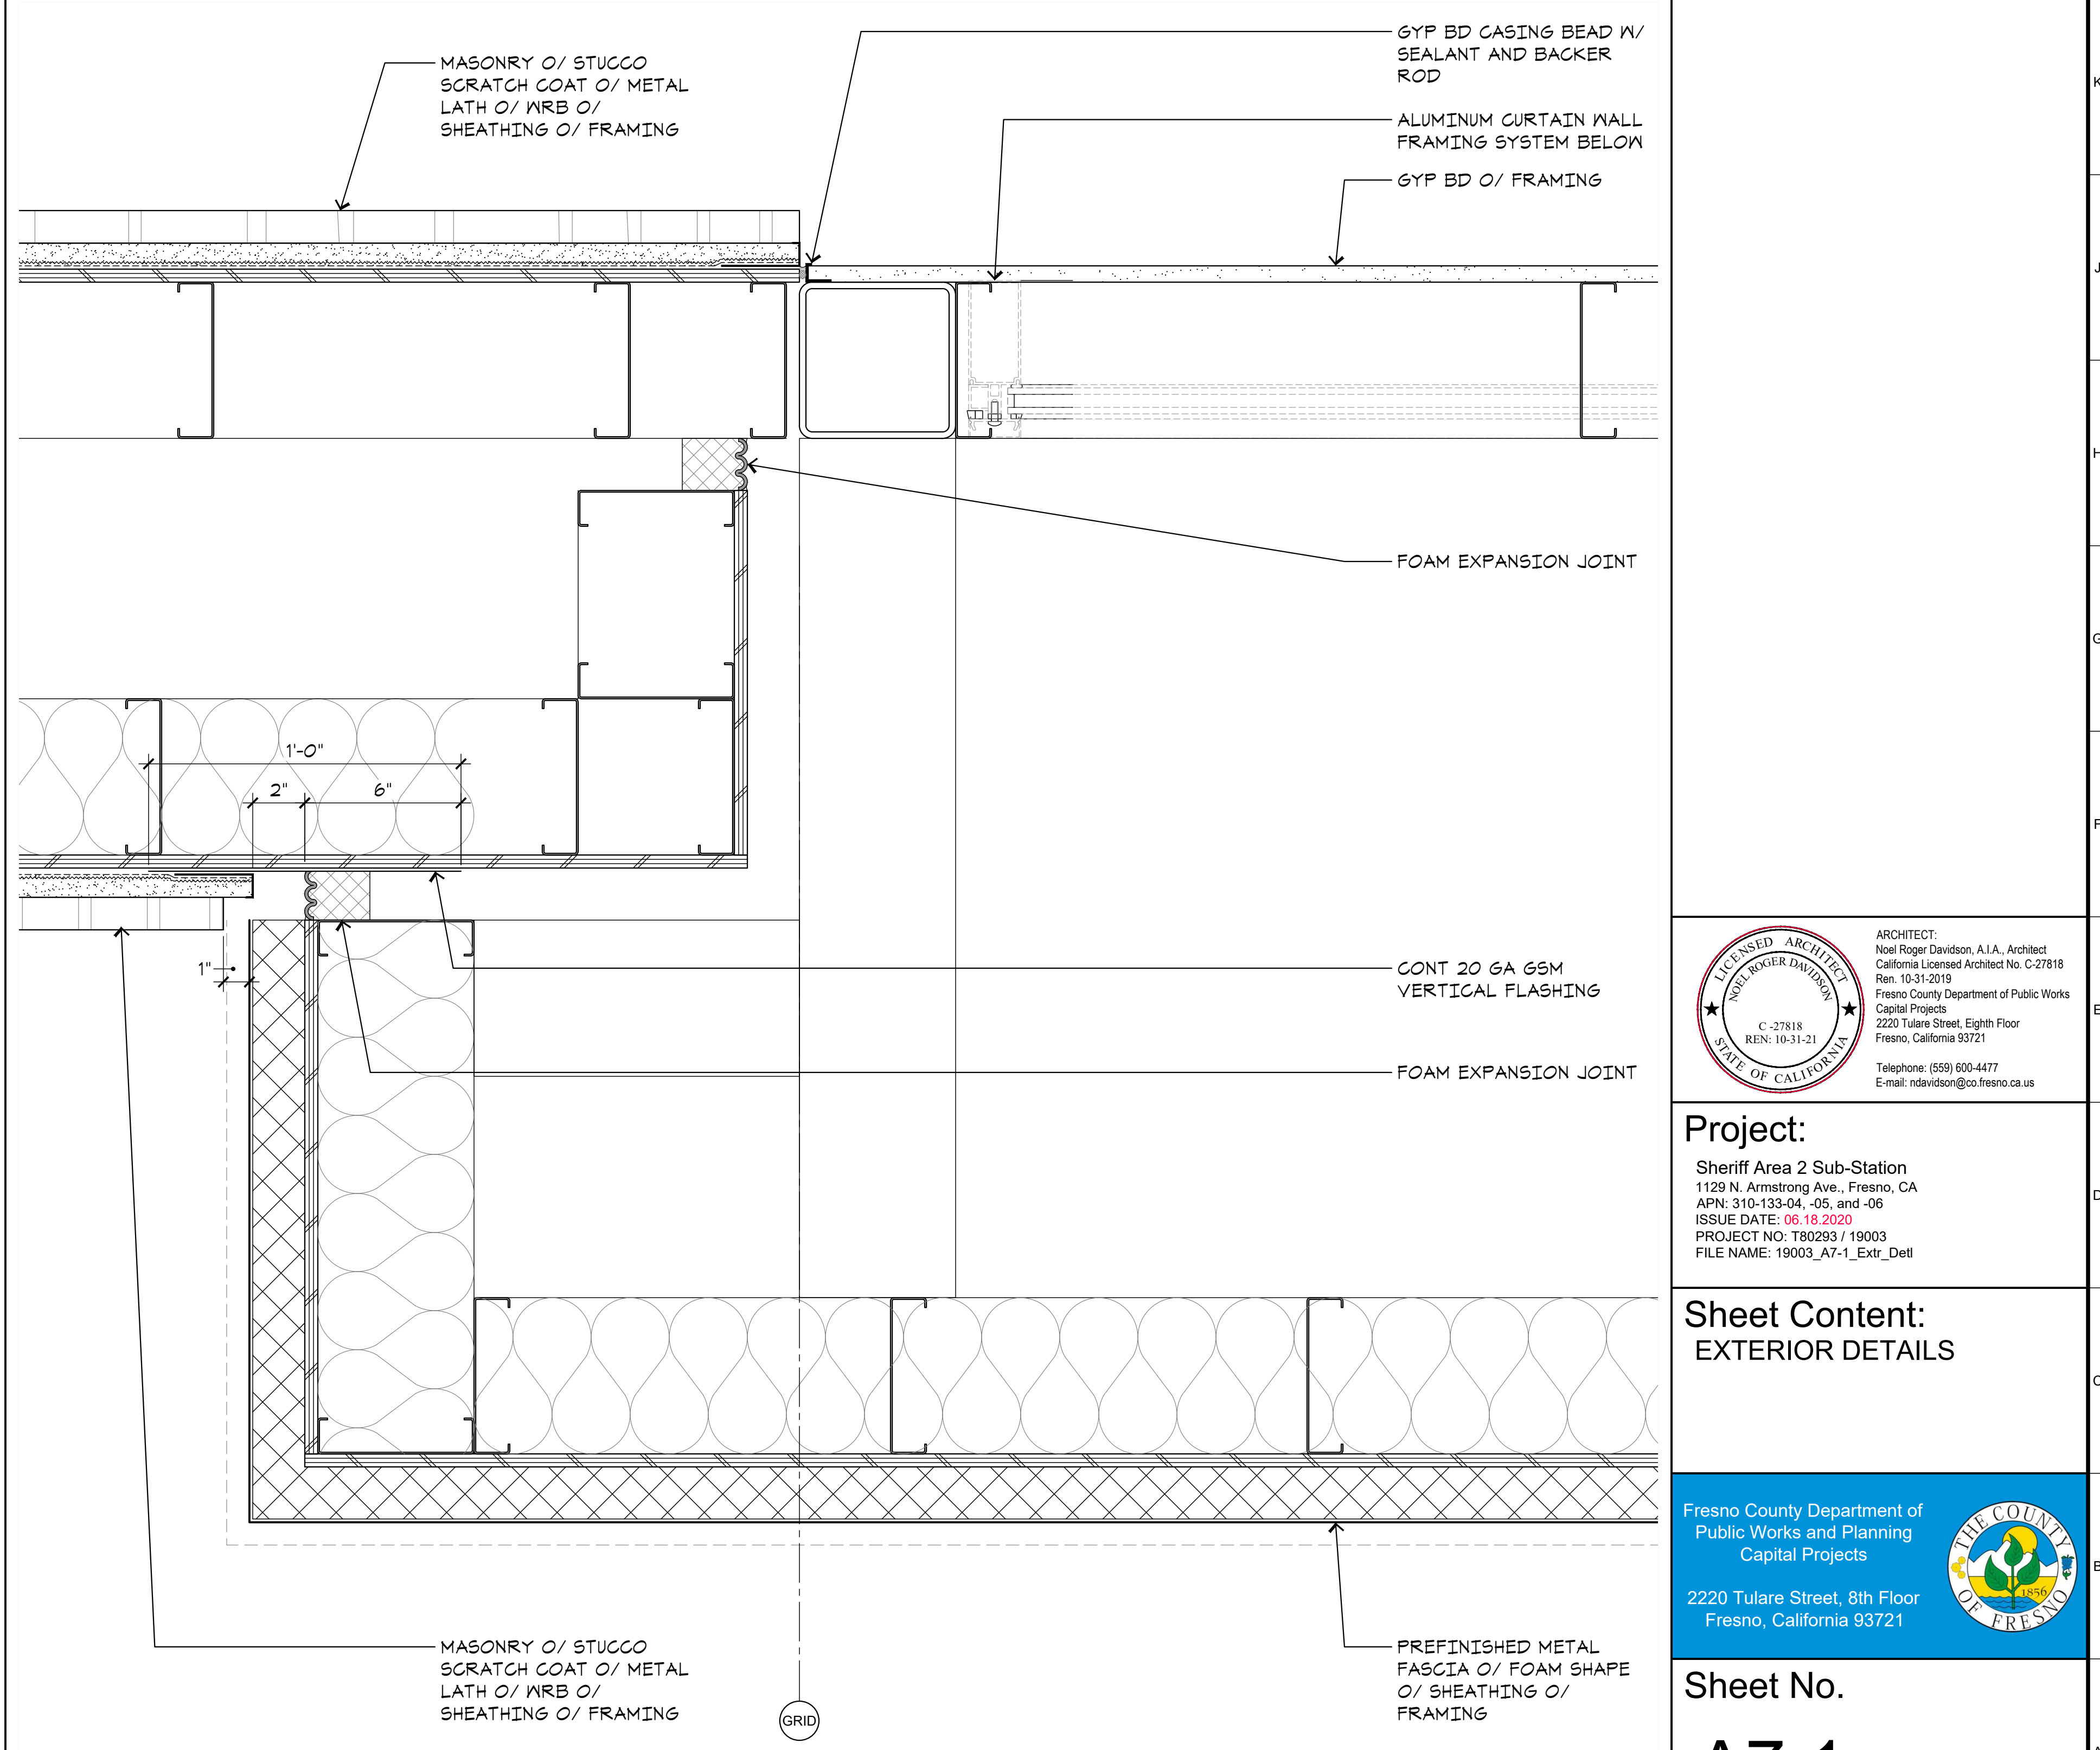 MASONRY O/ STUCCO
SCRATCH COAT O/ METAL
LATH O/ WRB O/
SHEATHING O/ FRAMING
GYP BD CASING BEAD W/
SEALANT AND BACKER
ROD
ALUMINUM CURTAIN WALL
FRAMING SYSTEM BELOW
GYP BD O/ FRAMING
FOAM EXPANSION JOINT
1'-0"
2"
6"
1"
CONT 20 GA GSM
VERTICAL FLASHING
FOAM EXPANSION JOINT
MASONRY O/ STUCCO
SCRATCH COAT O/ METAL
LATH O/ WRB O/
SHEATHING O/ FRAMING
GRID
PREFINISHED METAL
FASCIA O/ FOAM SHAPE
O/ SHEATHING O/
FRAMING
LICENSED ARCHITECT
NOEL ROGER DAVIDSON
C -27818
REN: 10-31-21
STATE OF CALIFORNIA
ARCHITECT:
Noel Roger Davidson, A.I.A., Architect
California Licensed Architect No. C-27818
Ren. 10-31-2019
Fresno County Department of Public Works
Capital Projects
2220 Tulare Street, Eighth Floor
Fresno, California 93721
Telephone: (559) 600-4477
E-mail: ndavidson@co.fresno.ca.us
Project:
Sheriff Area 2 Sub-Station
1129 N. Armstrong Ave., Fresno, CA
APN: 310-133-04, -05, and -06
ISSUE DATE: 06.18.2020
PROJECT NO: T80293 / 19003
FILE NAME: 19003_A7-1_Extr_Detl
Sheet Content:
EXTERIOR DETAILS
Fresno County Department of
Public Works and Planning
Capital Projects
2220 Tulare Street, 8th Floor
Fresno, California 93721
THE COUNTY
1856
OF FRESNO
Sheet No.